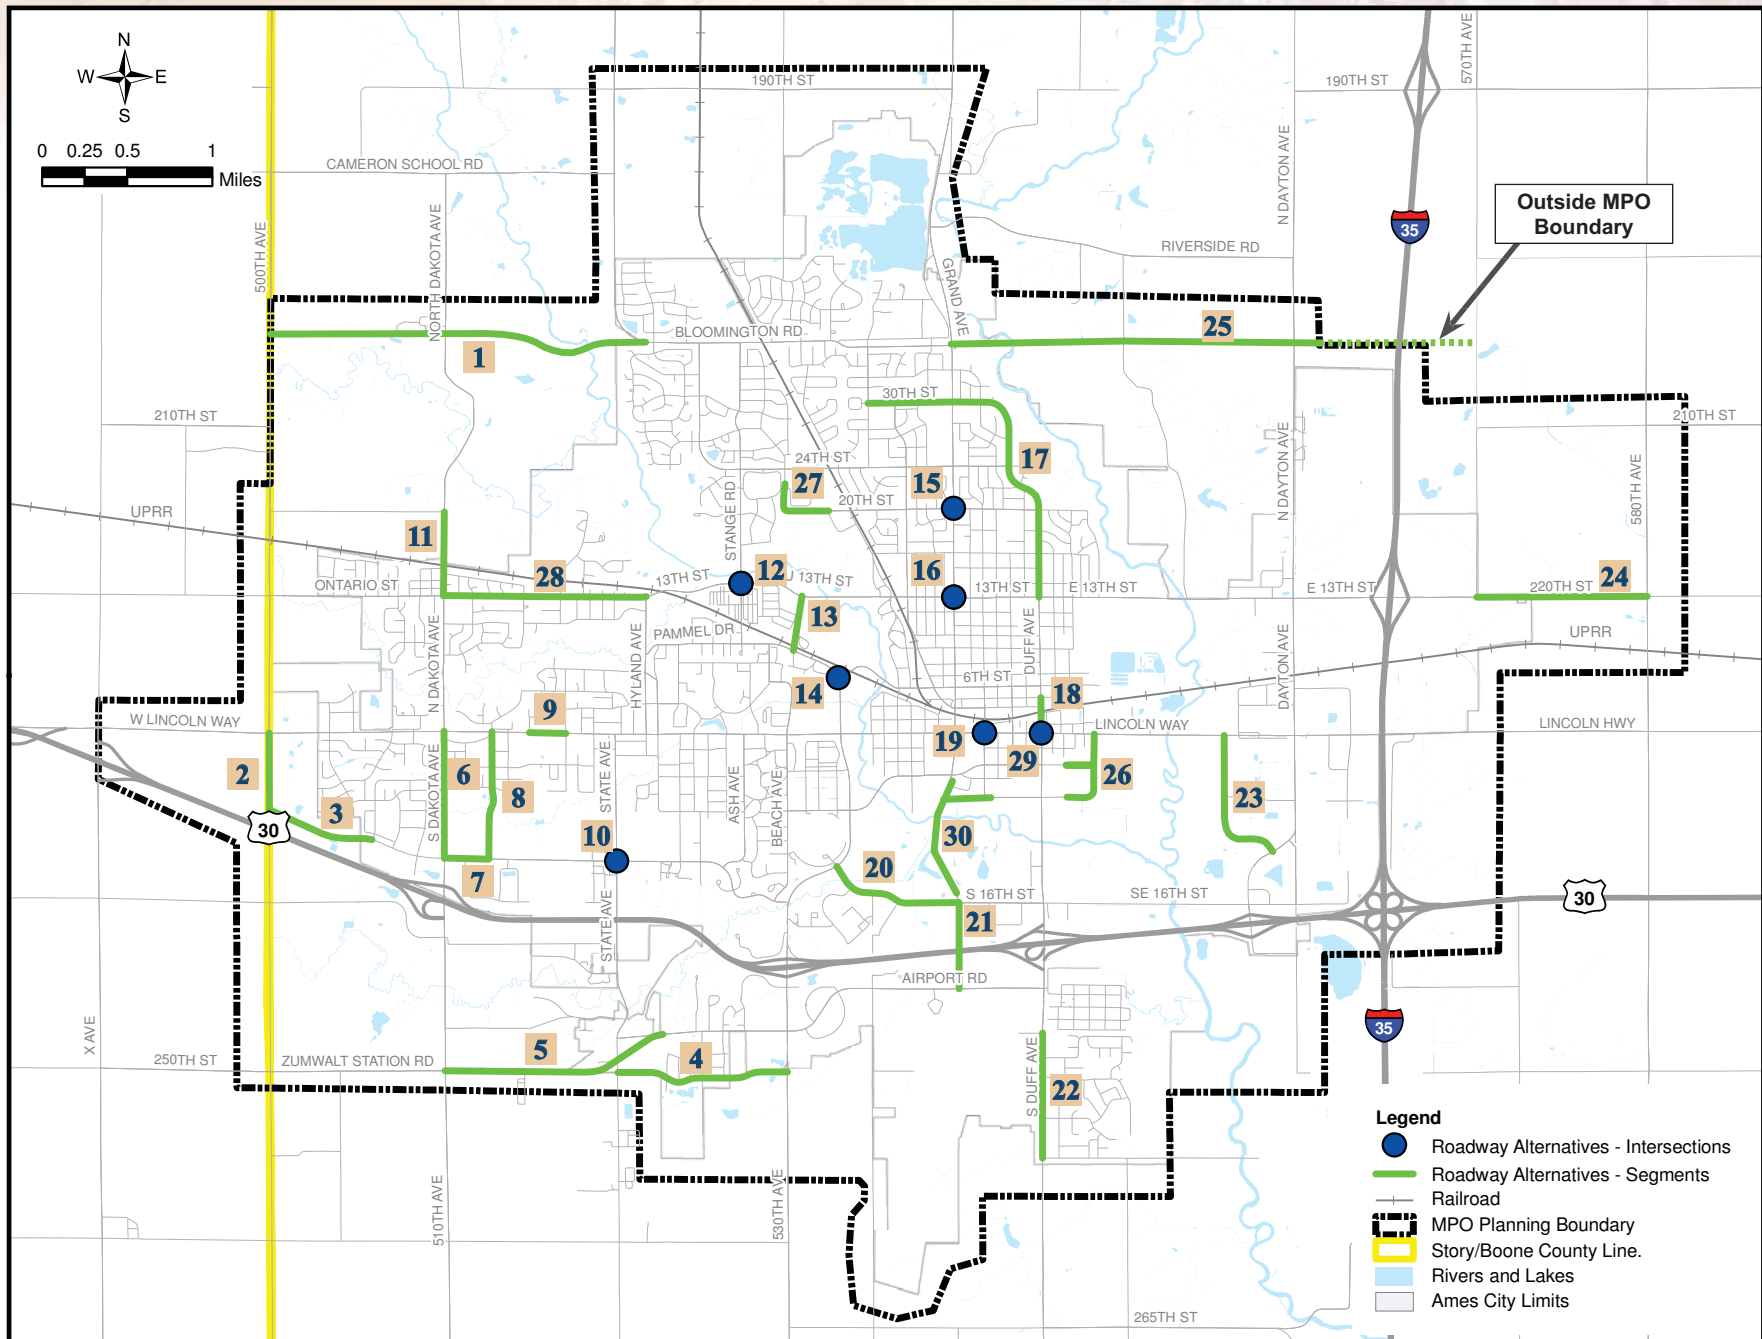 N
W
E
S
0 0.25 0.5 1
Miles
190TH ST
190TH ST
570TH AVE
CAMERON SCHOOL RD
500TH AVE
NORTH DAKOTA AVE
N DAYTON AVE
Outside MPO
Boundary
35
RIVERSIDE RD
GRAND AVE
BLOOMINGTON RD
25
1
30TH ST
210TH ST
210TH ST
24TH ST
17
27
15
20TH ST
N DAYTON AVE
580TH AVE
UPRR
STANGE RD
11
28
13TH ST
12
U 13TH ST
16
13TH ST
E 13TH ST
E 13TH ST
24
220TH ST
ONTARIO ST
13
PAMMEL DR
UPRR
N DAKOTA AVE
HYLAND AVE
DUFF AVE
DAYTON AVE
6TH ST
14
18
W LINCOLN WAY
9
LINCOLN WAY
LINCOLN HWY
19
29
2
6
8
26
23
S DAKOTA AVE
STATE AVE
ASH AVE
BEACH AVE
3
30
10
30
7
20
S 16TH ST
SE 16TH ST
30
21
STATE AVE
AIRPORT RD
X AVE
35
250TH ST
ZUMWALT STATION RD
5
4
S DUFF AVE
22
510TH AVE
530TH AVE
265TH ST
Legend
Roadway Alternatives - Intersections
Roadway Alternatives - Segments
Railroad
MPO Planning Boundary
Story/Boone County Line.
Rivers and Lakes
Ames City Limits